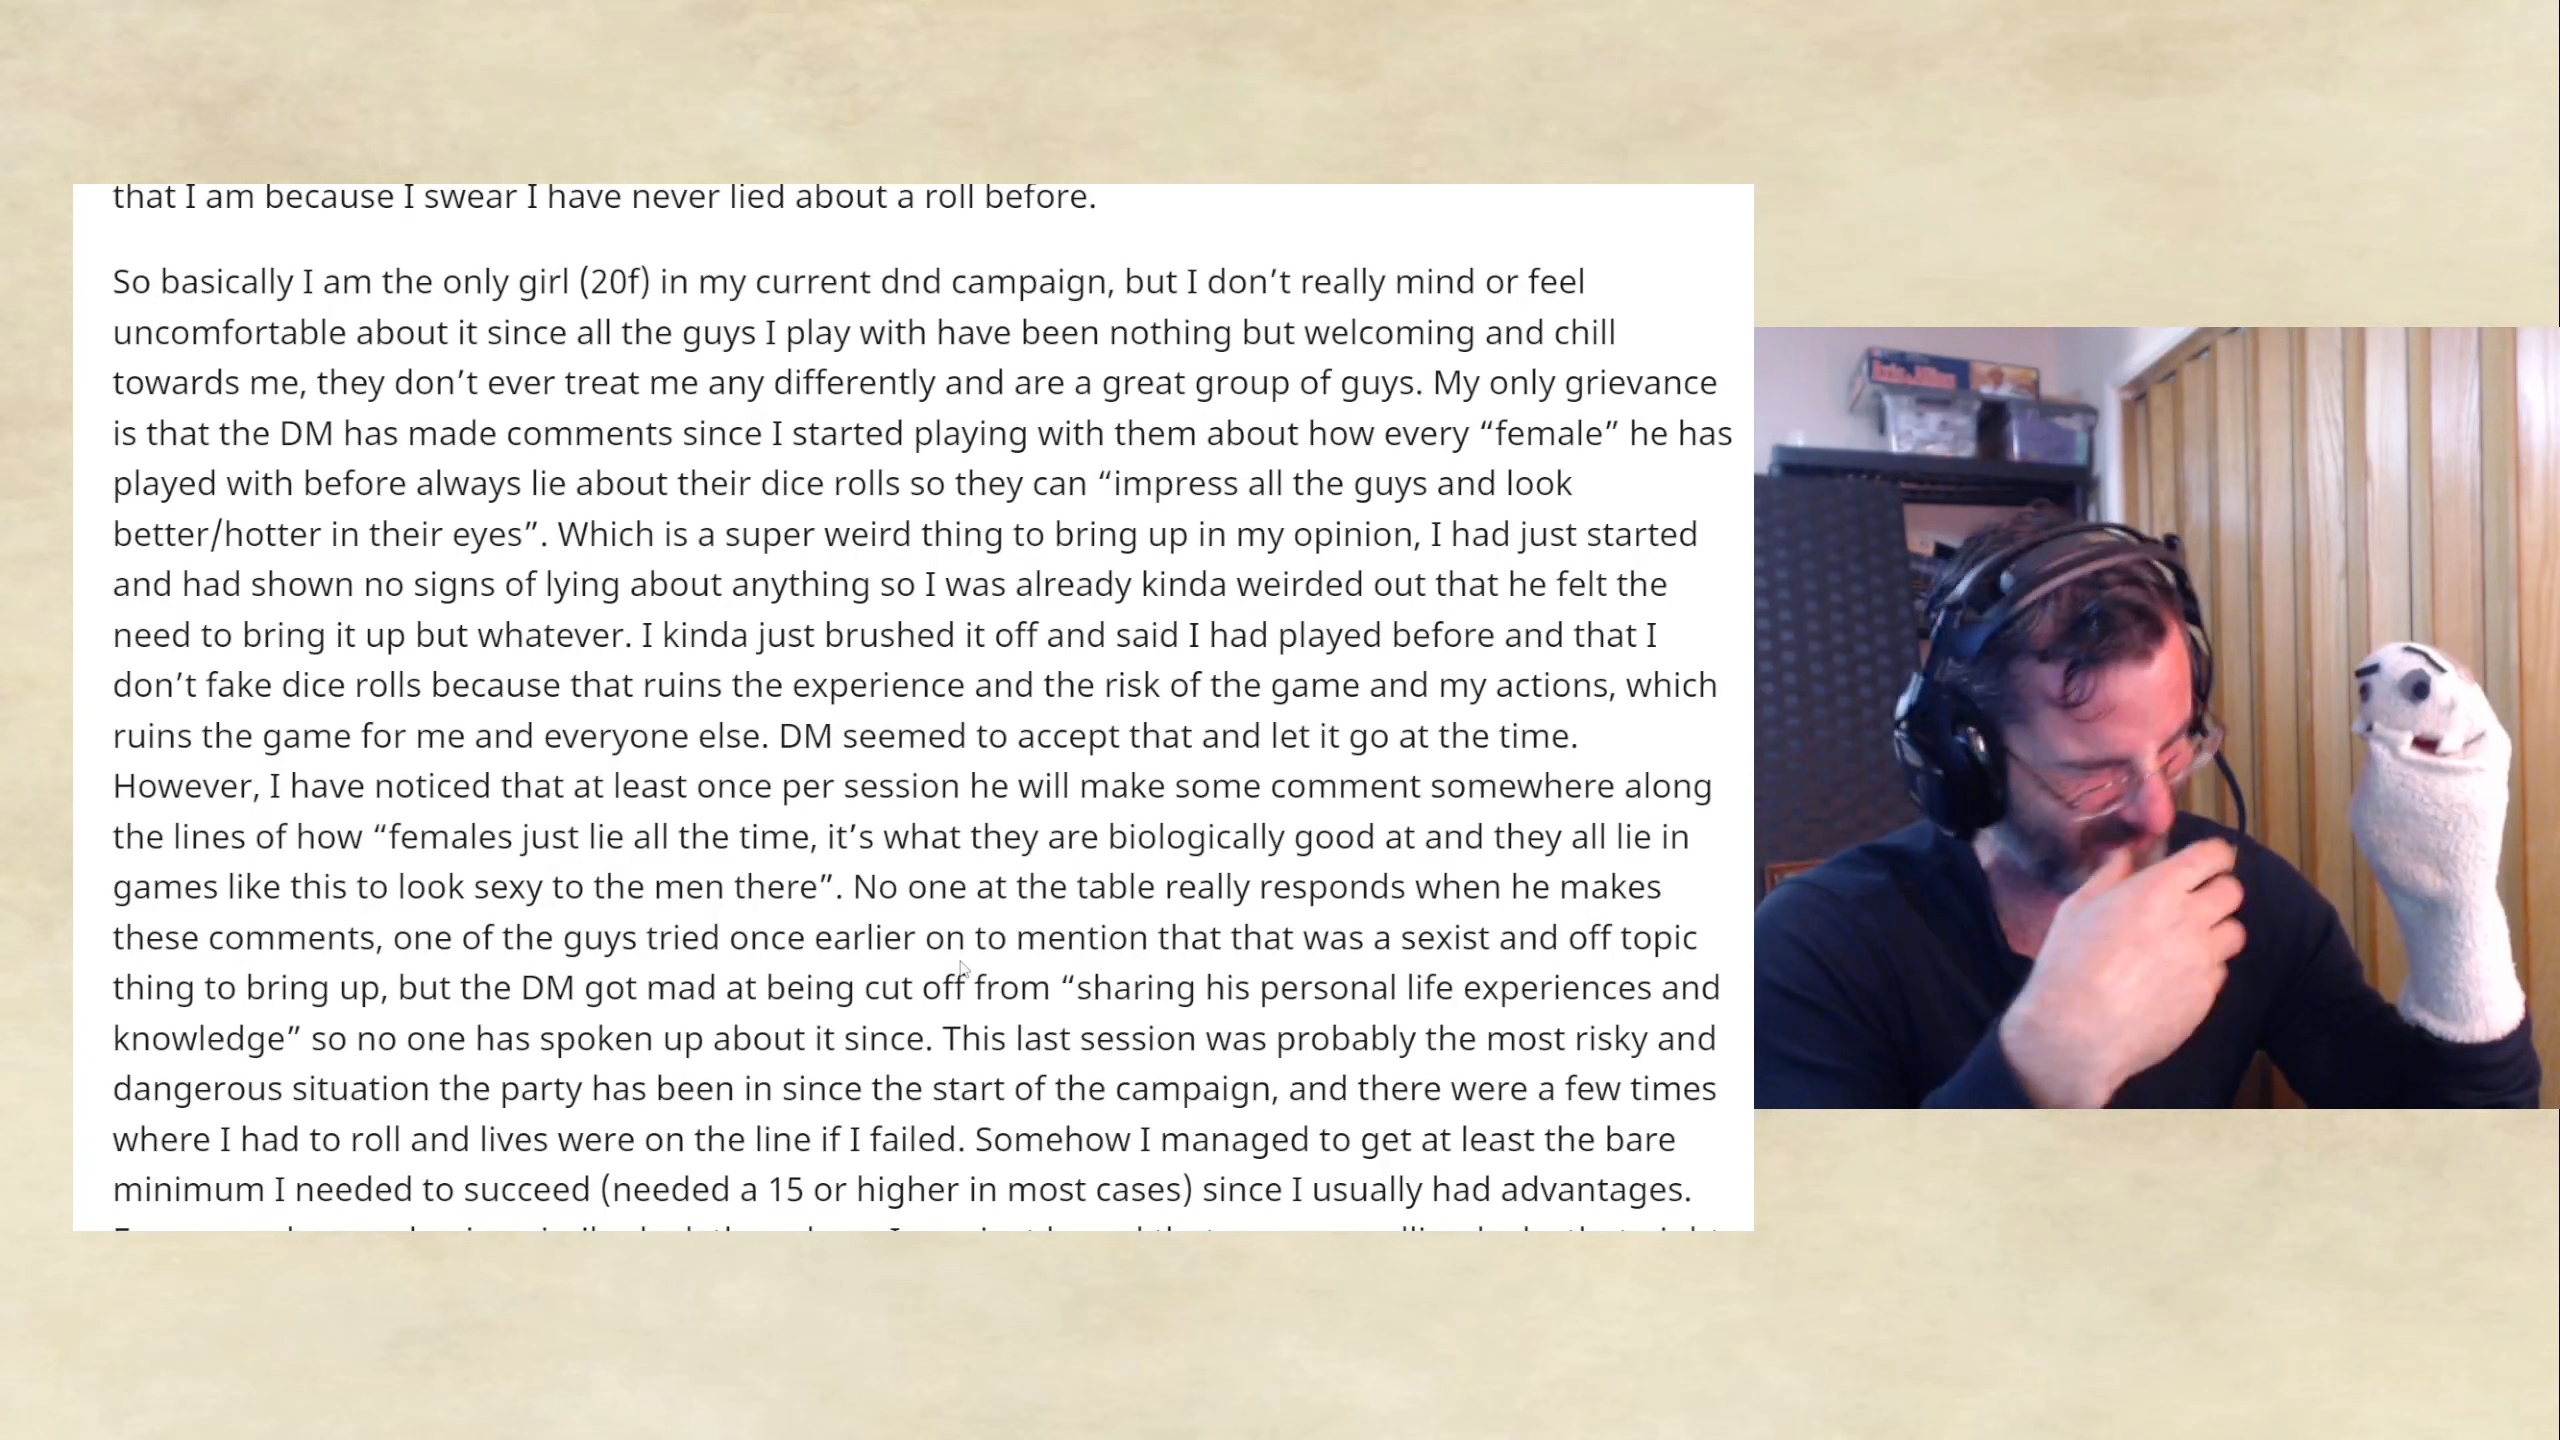 that I am because I swear I have never lied about a roll before.
So basically I am the only girl (20f) in my current dnd campaign, but I don’t really mind or feel
uncomfortable about it since all the guys I play with have been nothing but welcoming and chill
towards me, they don’t ever treat me any differently and are a great group of guys. My only grievance
is that the DM has made comments since I started playing with them about how every “female” he has
played with before always lie about their dice rolls so they can “impress all the guys and look
better/hotter in their eyes”. Which is a super weird thing to bring up in my opinion, I had just started
and had shown no signs of lying about anything so I was already kinda weirded out that he felt the
need to bring it up but whatever. I kinda just brushed it off and said I had played before and that I
don’t fake dice rolls because that ruins the experience and the risk of the game and my actions, which
ruins the game for me and everyone else. DM seemed to accept that and let it go at the time.
However, I have noticed that at least once per session he will make some comment somewhere along
the lines of how “females just lie all the time, it’s what they are biologically good at and they all lie in
games like this to look sexy to the men there”. No one at the table really responds when he makes
these comments, one of the guys tried once earlier on to mention that that was a sexist and off topic
thing to bring up, but the DM got mad at being cut off from “sharing his personal life experiences and
knowledge” so no one has spoken up about it since. This last session was probably the most risky and
dangerous situation the party has been in since the start of the campaign, and there were a few times
where I had to roll and lives were on the line if I failed. Somehow I managed to get at least the bare
minimum I needed to succeed (needed a 15 or higher in most cases) since I usually had advantages.